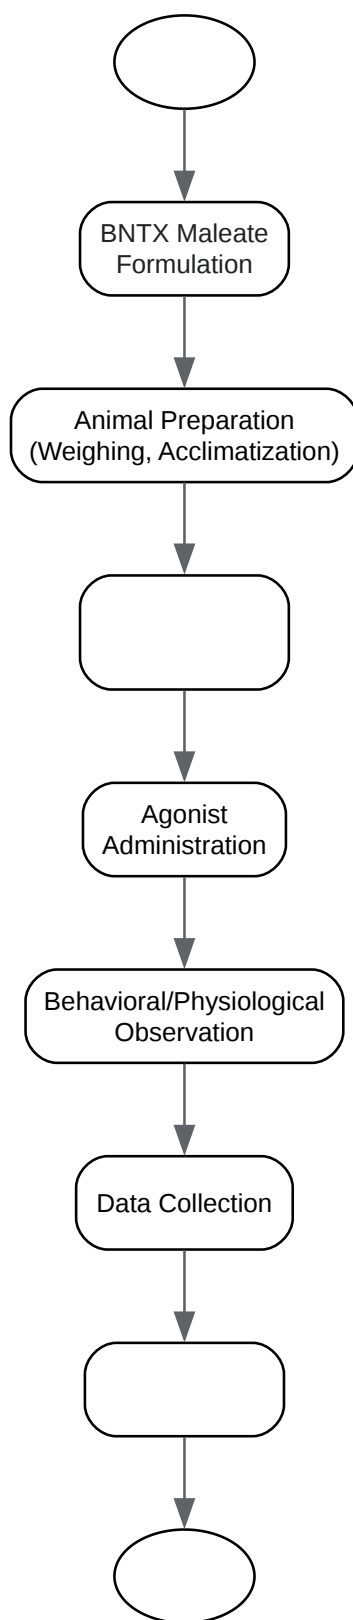 BNTX Maleate
Formulation
Animal Preparation
(Weighing, Acclimatization)
Agonist
Administration
Behavioral/Physiological
Observation
Data Collection